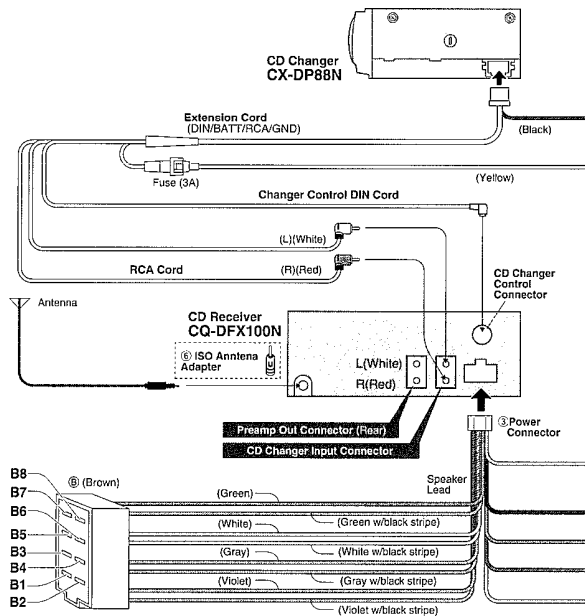 CD Changer
CX-DP88N
Extension Cord
(DIN/BATT/RCA/GND)
(Black)
Fuse (3A)
(Yellow)
Changer Control DIN Cord
(L)(White)
RCA Cord
(R)(Red)
CD Changer
Control
Connector
Antenna
CD Receiver
CQ-DFX100N
⑥ ISO Anntena
Adapter
L(White)
R(Red)
Preamp Out Connector (Rear)
CD Changer Input Connector
③Power
Connector
Speaker
Lead
B8
B7
B6
B5
B3
B4
B1
B2
⑥ (Brown)
(Green)
(Green w/black stripe)
(White)
(White w/black stripe)
(Gray)
(Gray w/black stripe)
(Violet)
(Violet w/black stripe)